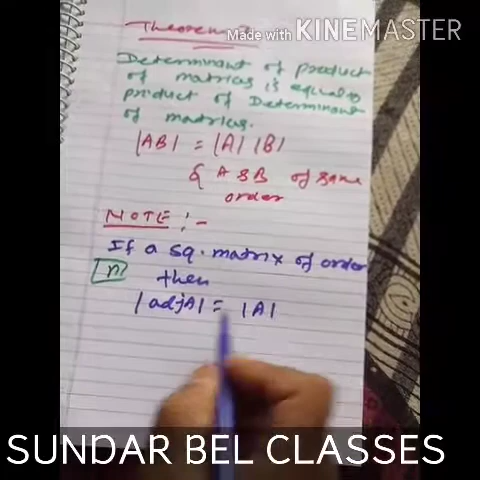 Theorem
Made with KINEMASTER
Determinant of product
of matrices is equal to
product of Determinant
of matrices.
|AB| = |A| |B|
& A & B of same
order
NOTE :-
If a sq. matrix of order
n then
|adjA| = |A|
SUNDAR BEL CLASSES